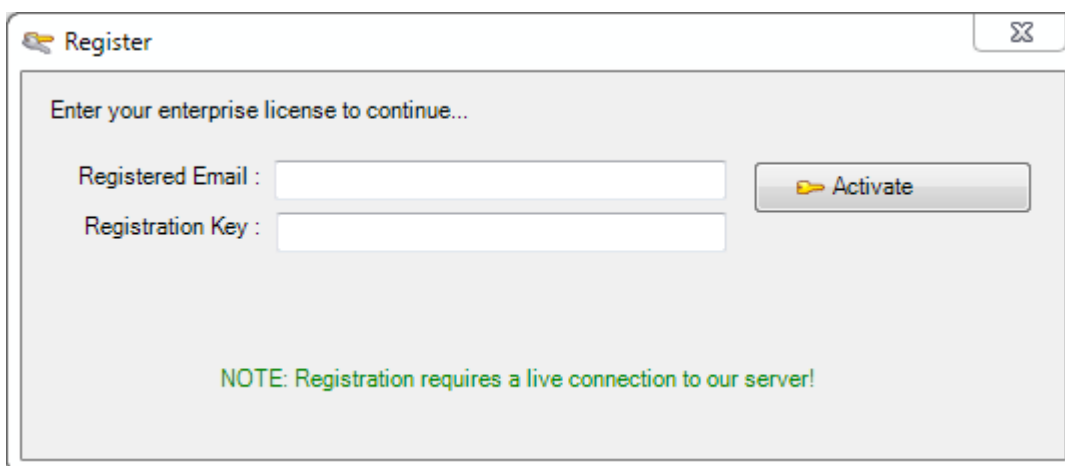 Register
Enter your enterprise license to continue...
Registered Email :
Activate
Registration Key :
NOTE: Registration requires a live connection to our server!